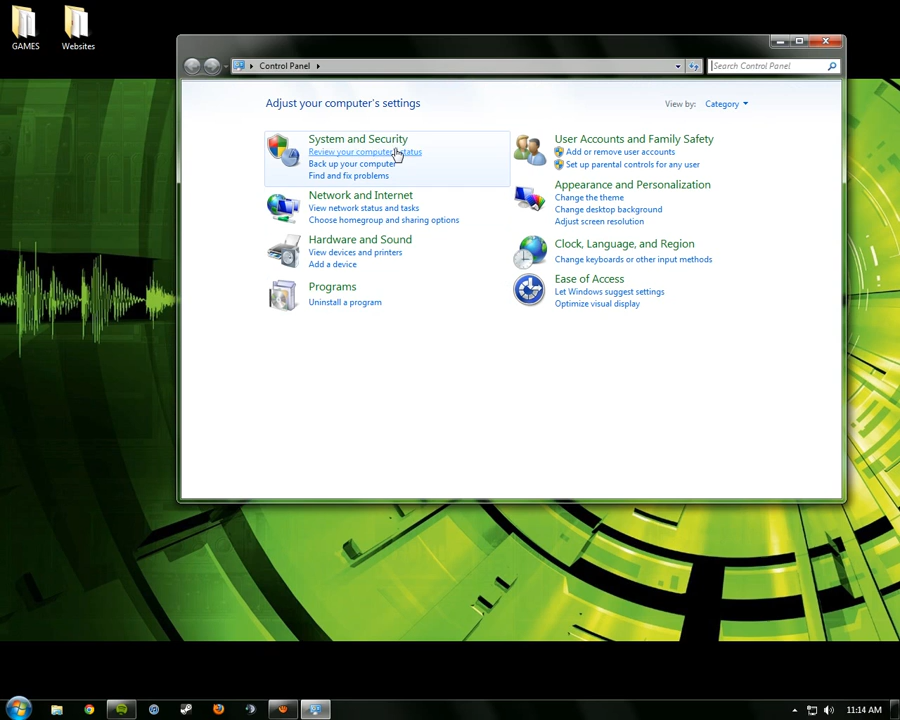 GAMES
Websites
Control Panel
Search Control Panel
Adjust your computer's settings
View by:
Category
System and Security
Review your computer's status
Back up your computer
Find and fix problems
Network and Internet
View network status and tasks
Choose homegroup and sharing options
Hardware and Sound
View devices and printers
Add a device
Programs
Uninstall a program
User Accounts and Family Safety
Add or remove user accounts
Set up parental controls for any user
Appearance and Personalization
Change the theme
Change desktop background
Adjust screen resolution
Clock, Language, and Region
Change keyboards or other input methods
Ease of Access
Let Windows suggest settings
Optimize visual display
11:14 AM